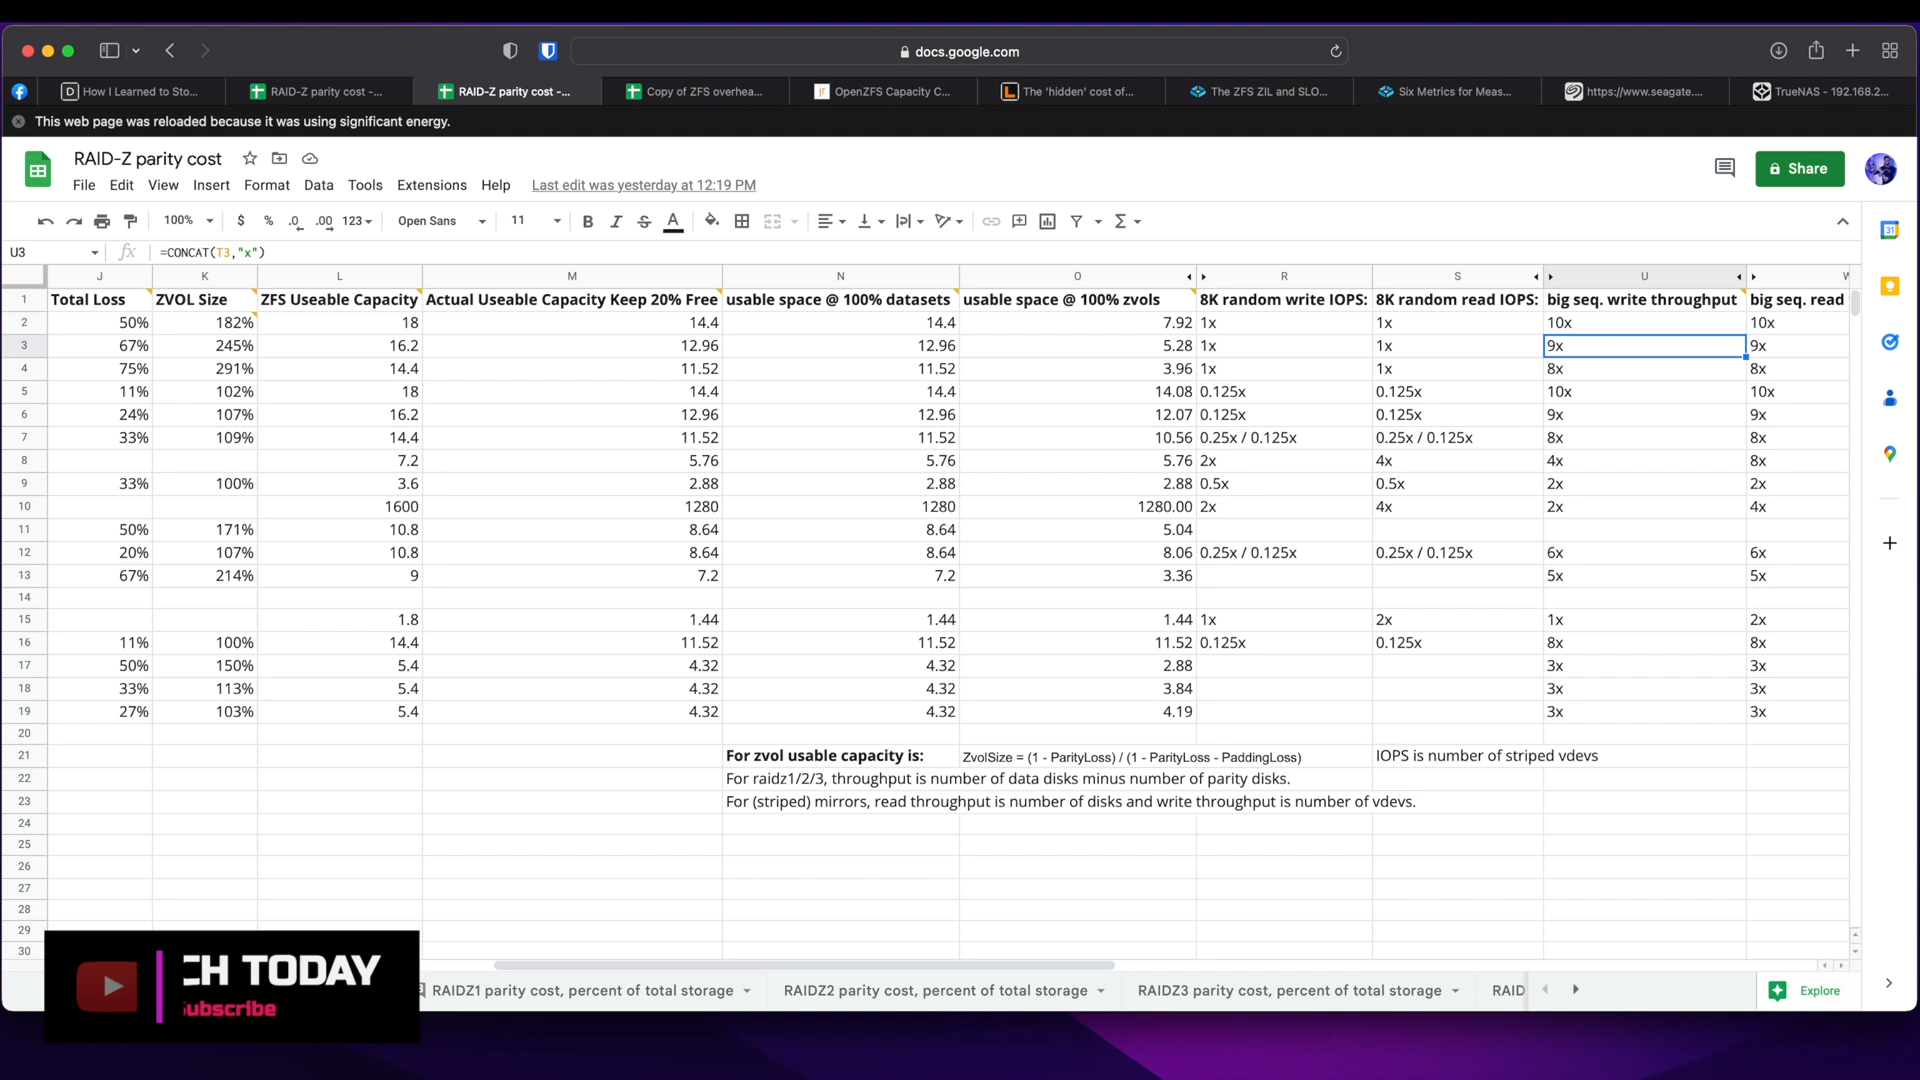 docs.google.com
How I Learned to Sto...
RAID-Z parity cost -...
RAID-Z parity cost -...
Copy of ZFS overhea...
OpenZFS Capacity C...
The 'hidden' cost of...
The ZFS ZIL and SLO...
Six Metrics for Meas...
https://www.seagate....
TrueNAS - 192.168.2...
This web page was reloaded because it was using significant energy.
RAID-Z parity cost
Share
File Edit View Insert Format Data Tools Extensions Help Last edit was yesterday at 12:19 PM
100% $ % .0 .00 123 Open Sans 11 B I S A
U3 fx =CONCAT(T3,"x")
J K L M N O R S U W
1 Total Loss ZVOL Size ZFS Useable Capacity Actual Useable Capacity Keep 20% Free usable space @ 100% datasets usable space @ 100% zvols 8K random write IOPS: 8K random read IOPS: big seq. write throughput big seq. read
2 50% 182% 18 14.4 14.4 7.92 1x 1x 10x 10x
3 67% 245% 16.2 12.96 12.96 5.28 1x 1x 9x 9x
4 75% 291% 14.4 11.52 11.52 3.96 1x 1x 8x 8x
5 11% 102% 18 14.4 14.4 14.08 0.125x 0.125x 10x 10x
6 24% 107% 16.2 12.96 12.96 12.07 0.125x 0.125x 9x 9x
7 33% 109% 14.4 11.52 11.52 10.56 0.25x / 0.125x 0.25x / 0.125x 8x 8x
8 7.2 5.76 5.76 5.76 2x 4x 4x 8x
9 33% 100% 3.6 2.88 2.88 2.88 0.5x 0.5x 2x 2x
10 1600 1280 1280 1280.00 2x 4x 2x 4x
11 50% 171% 10.8 8.64 8.64 5.04
12 20% 107% 10.8 8.64 8.64 8.06 0.25x / 0.125x 0.25x / 0.125x 6x 6x
13 67% 214% 9 7.2 7.2 3.36 5x 5x
14
15 1.8 1.44 1.44 1.44 1x 2x 1x 2x
16 11% 100% 14.4 11.52 11.52 11.52 0.125x 0.125x 8x 8x
17 50% 150% 5.4 4.32 4.32 2.88 3x 3x
18 33% 113% 5.4 4.32 4.32 3.84 3x 3x
19 27% 103% 5.4 4.32 4.32 4.19 3x 3x
20
21 For zvol usable capacity is: ZvolSize = (1 - ParityLoss) / (1 - ParityLoss - PaddingLoss) IOPS is number of striped vdevs
22 For raidz1/2/3, throughput is number of data disks minus number of parity disks.
23 For (striped) mirrors, read throughput is number of disks and write throughput is number of vdevs.
24
25
26
27
28
29
30
CH TODAY
ubscribe
RAIDZ1 parity cost, percent of total storage RAIDZ2 parity cost, percent of total storage RAIDZ3 parity cost, percent of total storage RAID Explore
31